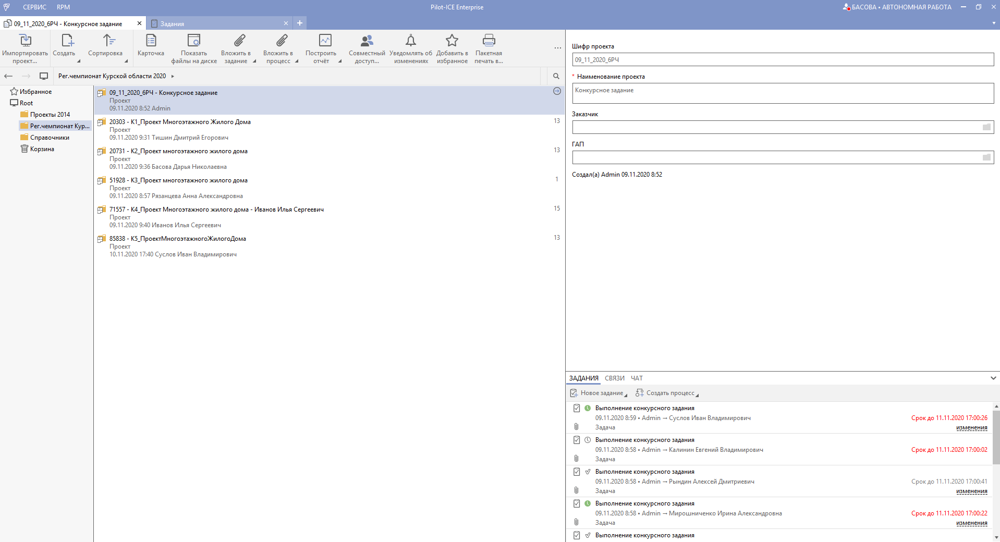 СЕРВИС RPM Pilot-ICE Enterprise БАСОВА • АВТОНОМНАЯ РАБОТА
09_11_2020_6РЧ - Конкурсное задание Задания
Импортировать проект...
Создать
Сортировка
Карточка
Показать файлы на диске
Вложить в задание
Вложить в процесс
Построить отчёт
Совместный доступ...
Уведомлять об изменениях
Добавить в избранное
Пакетная печать в...
Рег.чемпионат Курской области 2020
Избранное
Root
Проекты 2014
Рег.чемпионат Кур...
Справочники
Корзина
09_11_2020_6РЧ - Конкурсное задание
Проект
09.11.2020 8:52 Admin
20303 - К1_Проект Многоэтажного Жилого Дома 13
Проект
09.11.2020 9:31 Тишин Дмитрий Егорович
20731 - К2_Проект многоэтажного жилого дома 13
Проект
09.11.2020 9:36 Басова Дарья Николаевна
51928 - К3_Проект многоэтажного жилого дома 1
Проект
09.11.2020 8:57 Рязанцева Анна Александровна
71557 - К4_Проект Многоэтажного жилого дома - Иванов Илья Сергеевич 15
Проект
09.11.2020 9:40 Иванов Илья Сергеевич
85838 - К5_ПроектМногоэтажногоЖилогоДома 13
Проект
10.11.2020 17:40 Суслов Иван Владимирович
Шифр проекта
09_11_2020_6РЧ
* Наименование проекта
Конкурсное задание
Заказчик
ГАП
Создал(а) Admin 09.11.2020 8:52
ЗАДАНИЯ СВЯЗИ ЧАТ
Новое задание Создать процесс
Выполнение конкурсного задания
09.11.2020 8:59 • Admin → Суслов Иван Владимирович Срок до 11.11.2020 17:00:26
Задача изменения
Выполнение конкурсного задания
09.11.2020 8:58 • Admin → Калинин Евгений Владимирович Срок до 11.11.2020 17:00:02
Задача
Выполнение конкурсного задания
09.11.2020 8:58 • Admin → Рындин Алексей Дмитриевич Срок до 11.11.2020 17:00:41
Задача изменения
Выполнение конкурсного задания
09.11.2020 8:58 • Admin → Мирошниченко Ирина Александровна Срок до 11.11.2020 17:00:22
Задача изменения
Выполнение конкурсного задания